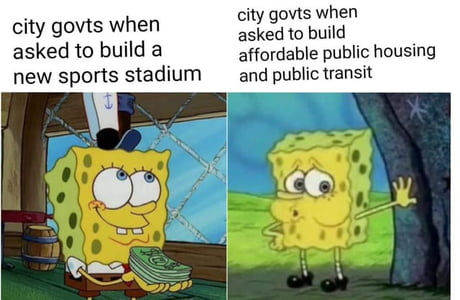 city govts when
asked to build a
new sports stadium
city govts when
asked to build
affordable public housing
and public transit